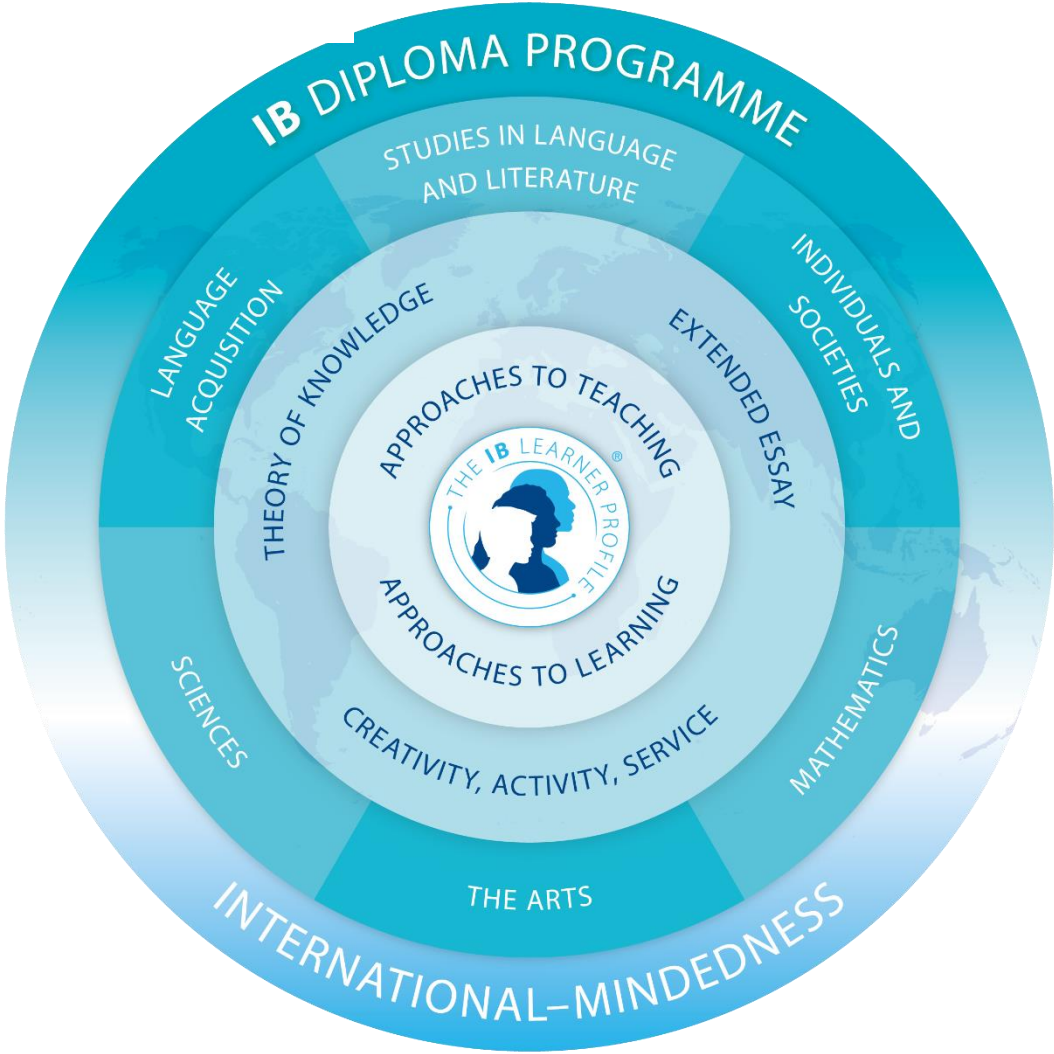 IB DIPLOMA PROGRAMME
STUDIES IN LANGUAGE
AND LITERATURE
LANGUAGE
ACQUISITION
INDIVIDUALS AND
SOCIETIES
THEORY OF KNOWLEDGE
EXTENDED ESSAY
APPROACHES TO TEACHING
THE IB LEARNER PROFILE ®
APPROACHES TO LEARNING
CREATIVITY, ACTIVITY, SERVICE
SCIENCES
MATHEMATICS
THE ARTS
INTERNATIONAL–MINDEDNESS